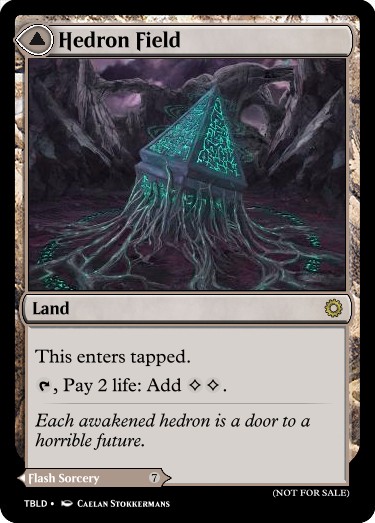 Hedron Field
Land
This enters tapped.
, Pay 2 life: Add .
Each awakened hedron is a door to a
horrible future.
Flash Sorcery 7
(NOT FOR SALE)
TBLD • Caelan Stokkermans